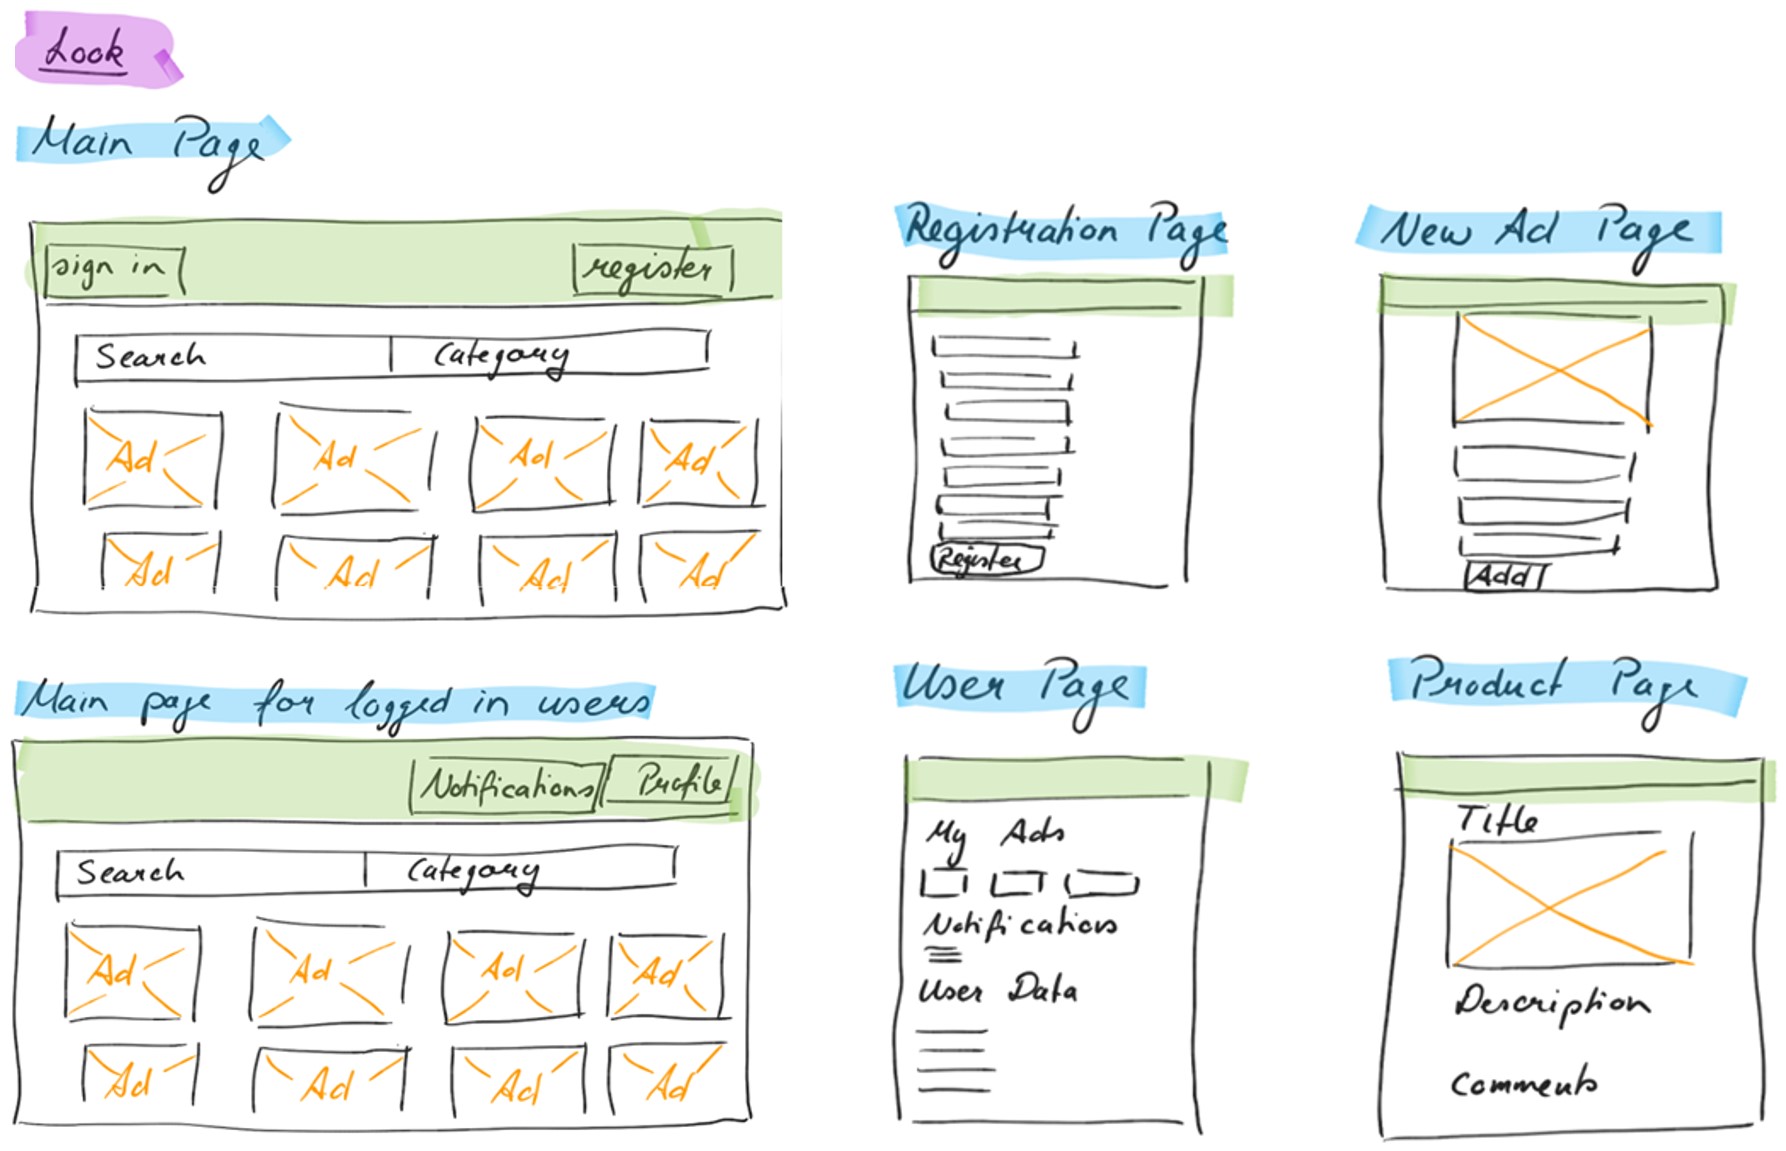 Look
Main Page
sign in register
Search Category
Ad Ad Ad Ad
Ad Ad Ad Ad
Registration Page
Register
New Ad Page
Add
Main page for logged in users
Notifications Profile
Search Category
Ad Ad Ad Ad
Ad Ad Ad Ad
User Page
My Ads
Notifications
User Data
Product Page
Title
Description
Comments